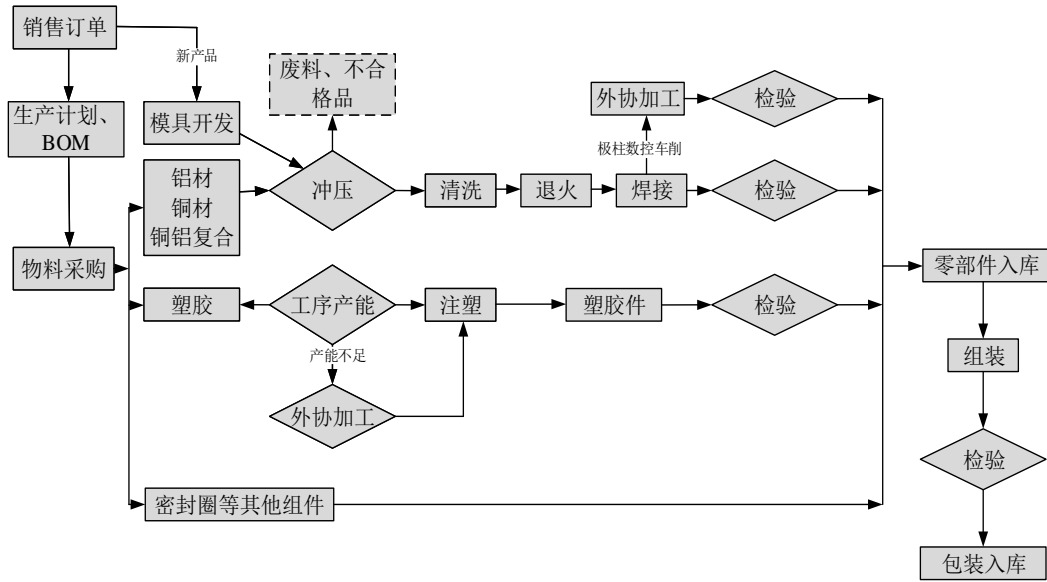 销售订单
新产品
废料、不合
格品
外协加工
检验
生产计划、
BOM
模具开发
极柱数控车削
铝材
铜材
铜铝复合
冲压
清洗
退火
焊接
检验
物料采购
零部件入库
塑胶
工序产能
注塑
塑胶件
检验
产能不足
组装
外协加工
检验
密封圈等其他组件
包装入库